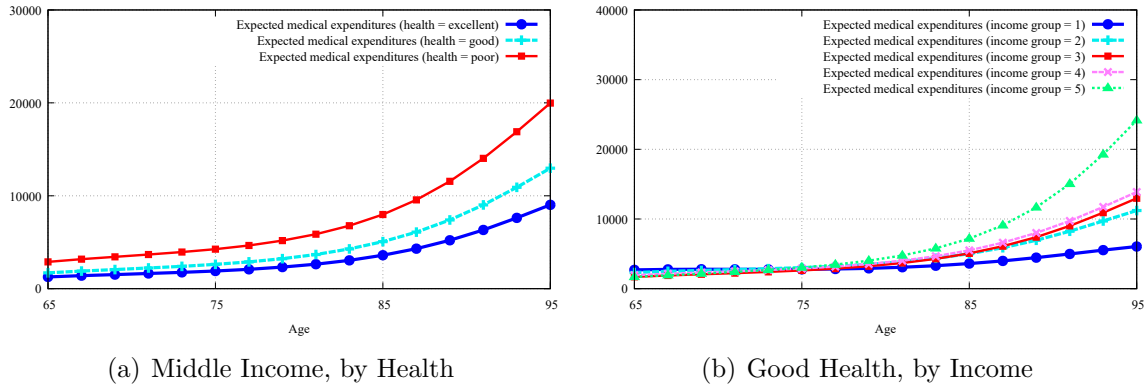 30000
Expected medical expenditures (health = excellent)
Expected medical expenditures (health = good)
Expected medical expenditures (health = poor)
20000
10000
0
65
75
85
95
Age
(a) Middle Income, by Health
40000
Expected medical expenditures (income group = 1)
Expected medical expenditures (income group = 2)
Expected medical expenditures (income group = 3)
Expected medical expenditures (income group = 4)
Expected medical expenditures (income group = 5)
30000
20000
10000
0
65
75
85
95
Age
(b) Good Health, by Income